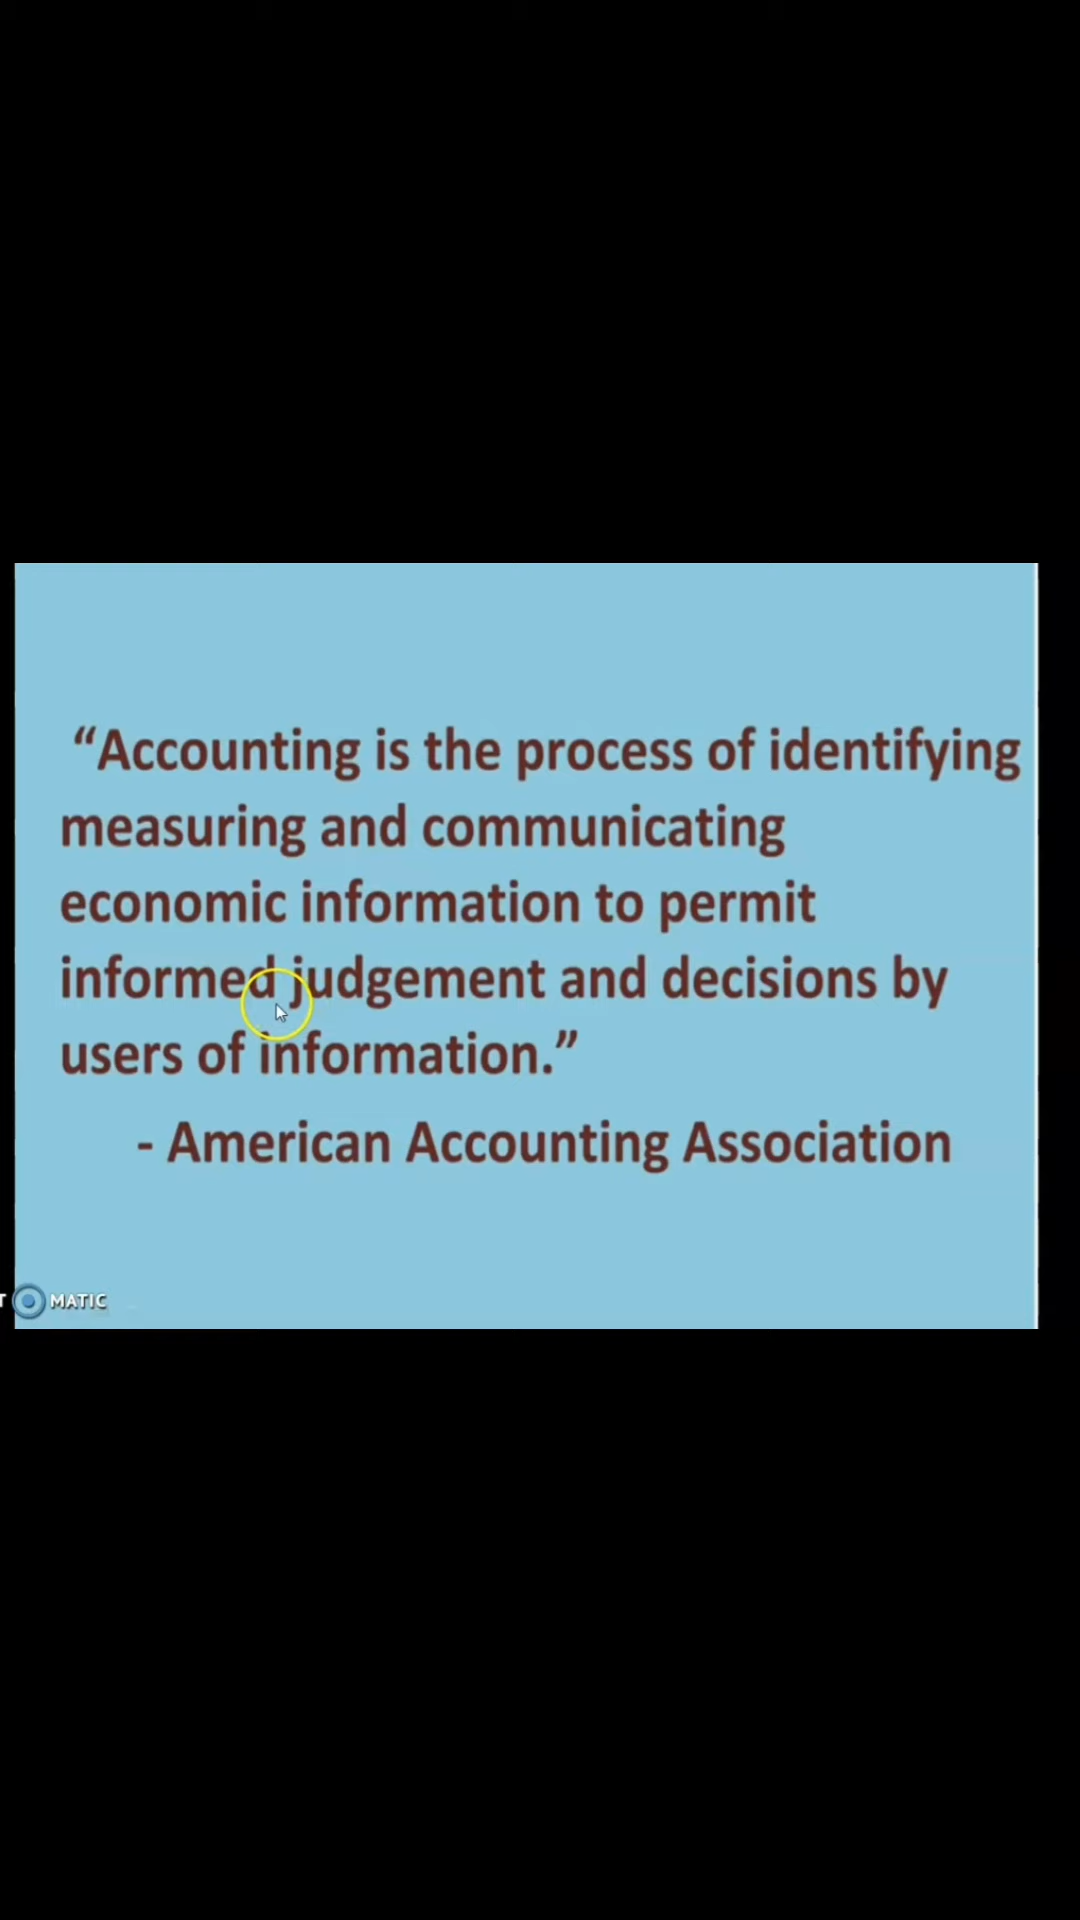 “Accounting is the process of identifying
measuring and communicating
economic information to permit
informed judgement and decisions by
users of information.”
- American Accounting Association
T MATIC